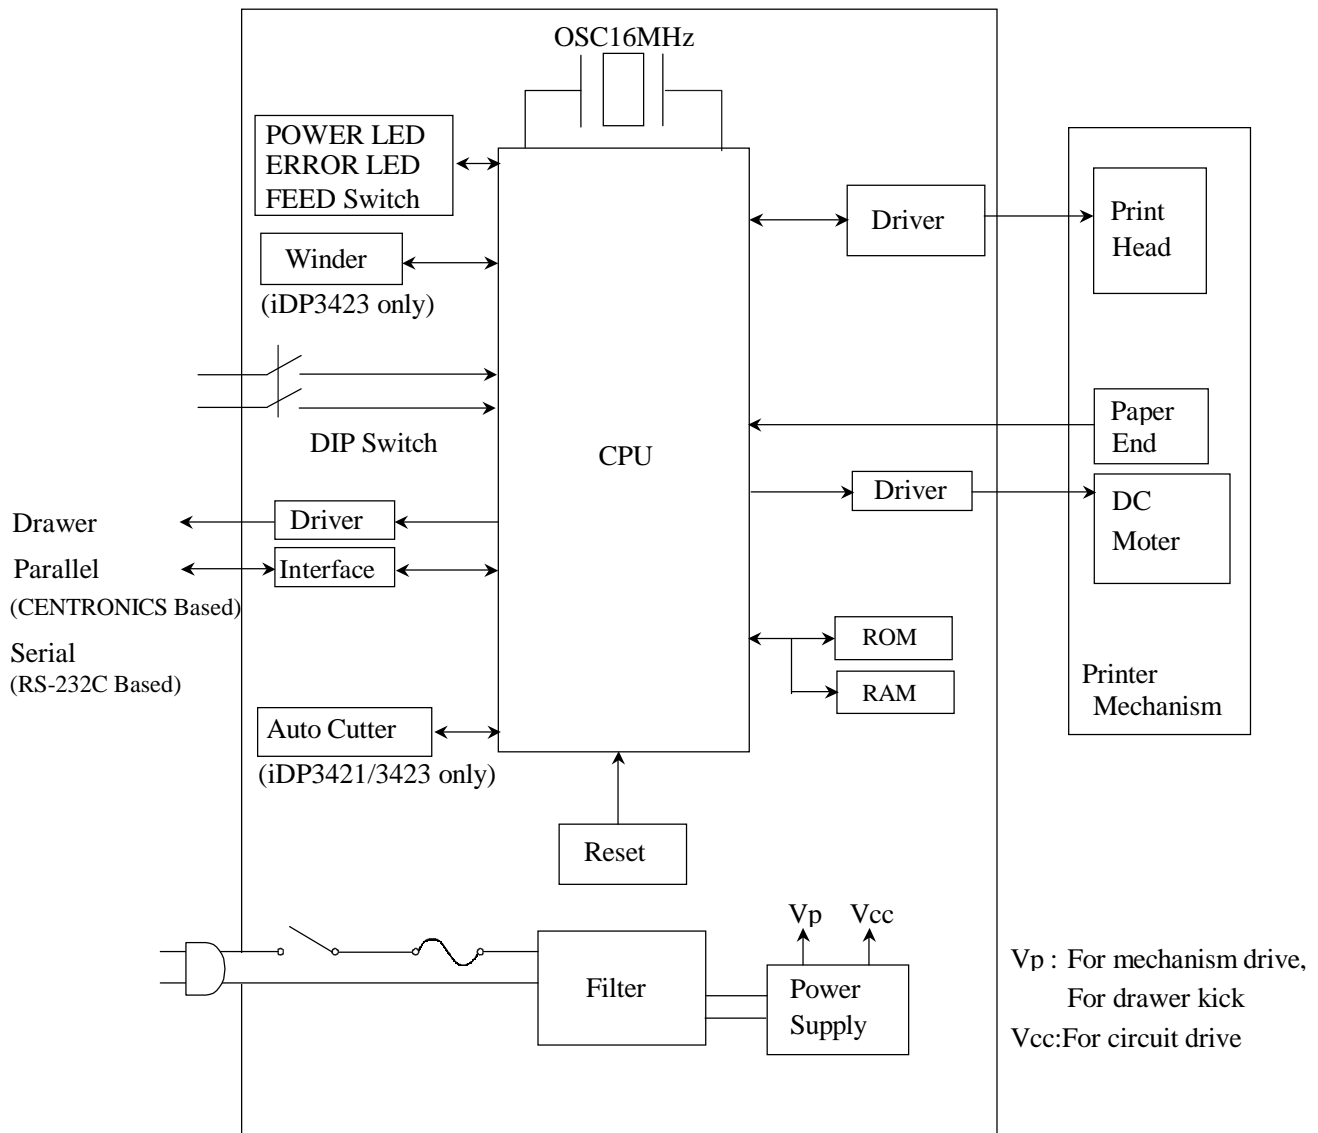 OSC16MHz
POWER LED
ERROR LED
FEED Switch
Winder
(iDP3423 only)
DIP Switch
Drawer
Driver
Parallel
Interface
(CENTRONICS Based)
Serial
(RS-232C Based)
Auto Cutter
(iDP3421/3423 only)
CPU
Driver
Print
Head
Paper
End
Driver
DC
Moter
ROM
RAM
Printer
Mechanism
Reset
Filter
Vp
Vcc
Power
Supply
Vp : For mechanism drive,
For drawer kick
Vcc:For circuit drive